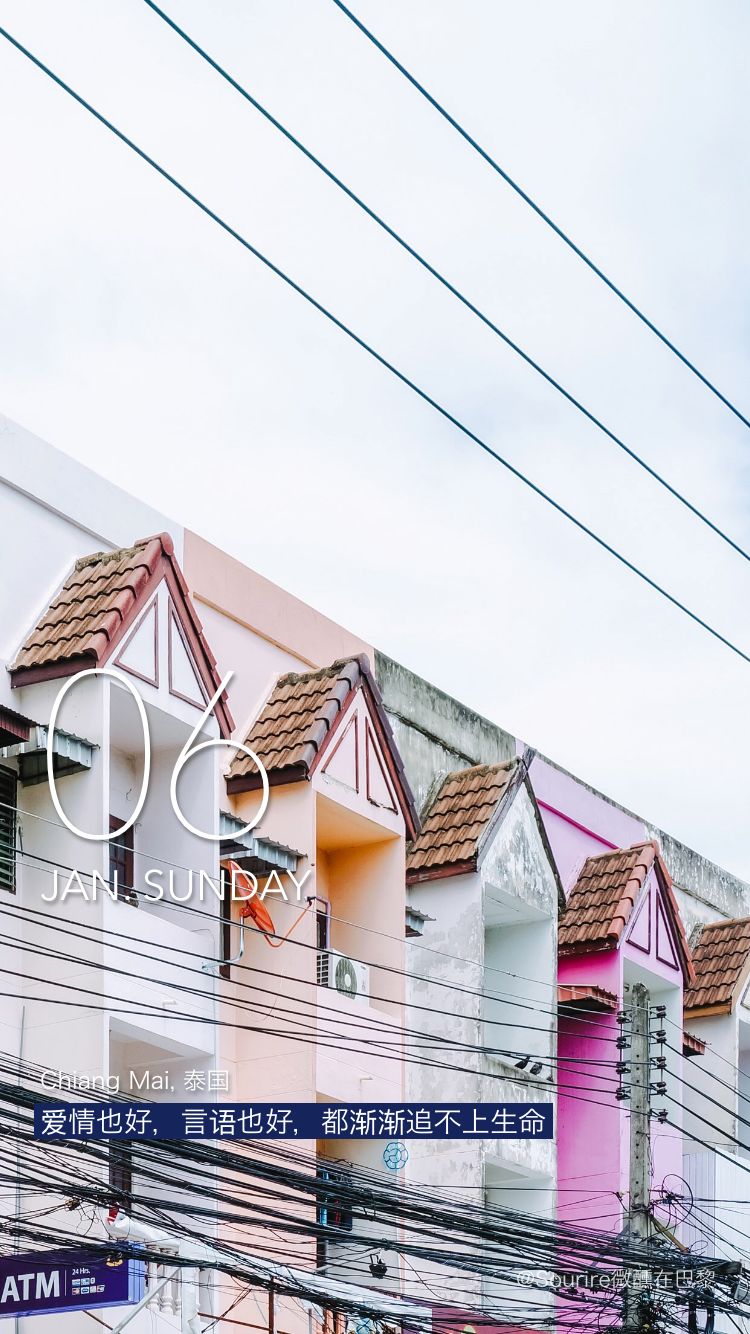 06
JAN. SUNDAY
Chiang Mai, 泰国
爱情也好，言语也好，都渐渐追不上生命
ATM
24 Hrs.
@Sourire微醺在巴黎